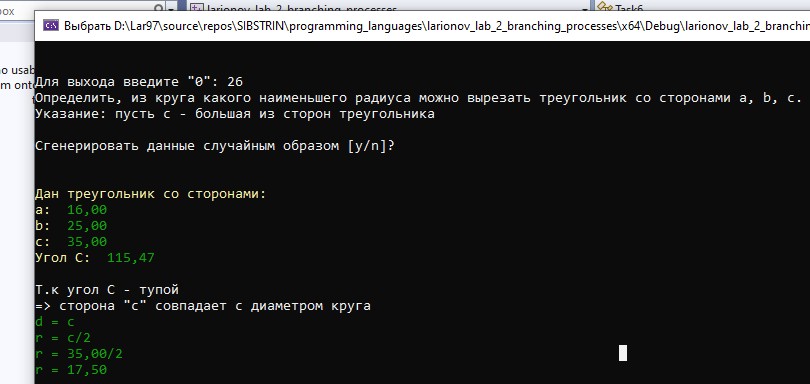 larionov_lab_2_branching_processes
Task6
Выбрать D:\Lar97\source\repos\SIBSTRIN\programming_languages\larionov_lab_2_branching_processes\x64\Debug\larionov_lab_2_branchin
Для выхода введите "0": 26
Определить, из круга какого наименьшего радиуса можно вырезать треугольник со сторонами a, b, c.
Указание: пусть c - большая из сторон треугольника
Сгенерировать данные случайным образом [y/n]?
Дан треугольник со сторонами:
a: 16,00
b: 25,00
c: 35,00
Угол C: 115,47
Т.к угол C - тупой
=> сторона "c" совпадает с диаметром круга
d = c
r = c/2
r = 35,00/2
r = 17,50